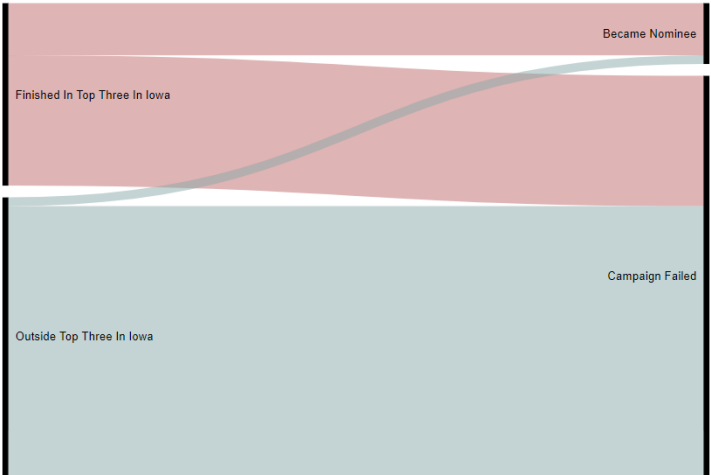 Became Nominee
Finished In Top Three In Iowa
Campaign Failed
Outside Top Three In Iowa